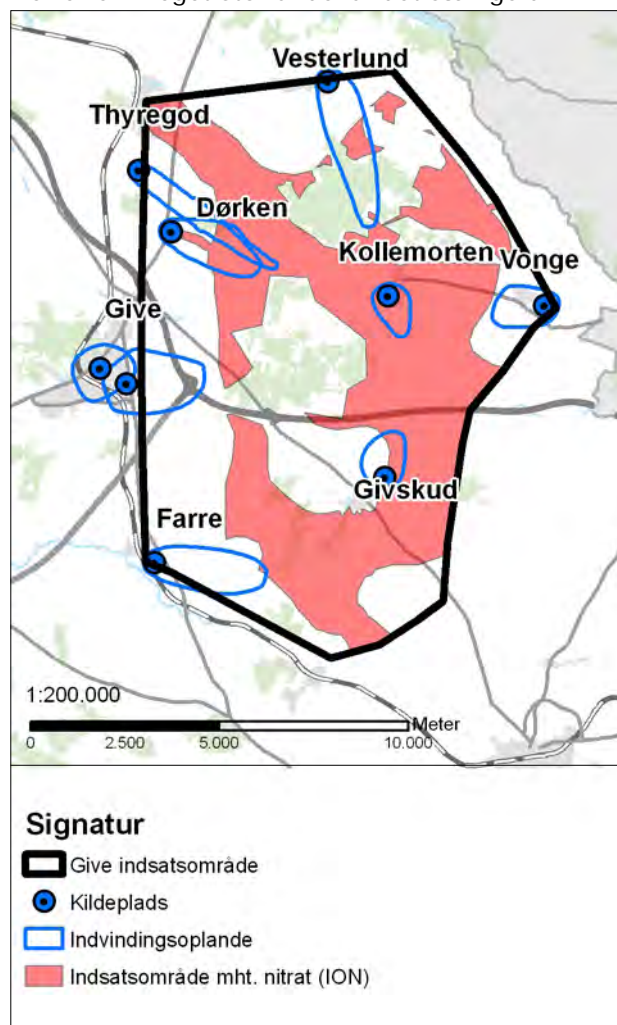 Vesterlund
Thyregod
Dørken
Kollemorten
Vonge
Give
Givskud
Farre
1:200.000
Meter
0 2.500 5.000 10.000
Signatur
Give indsatsområde
Kildeplads
Indvindingsoplande
Indsatsområde mht. nitrat (ION)